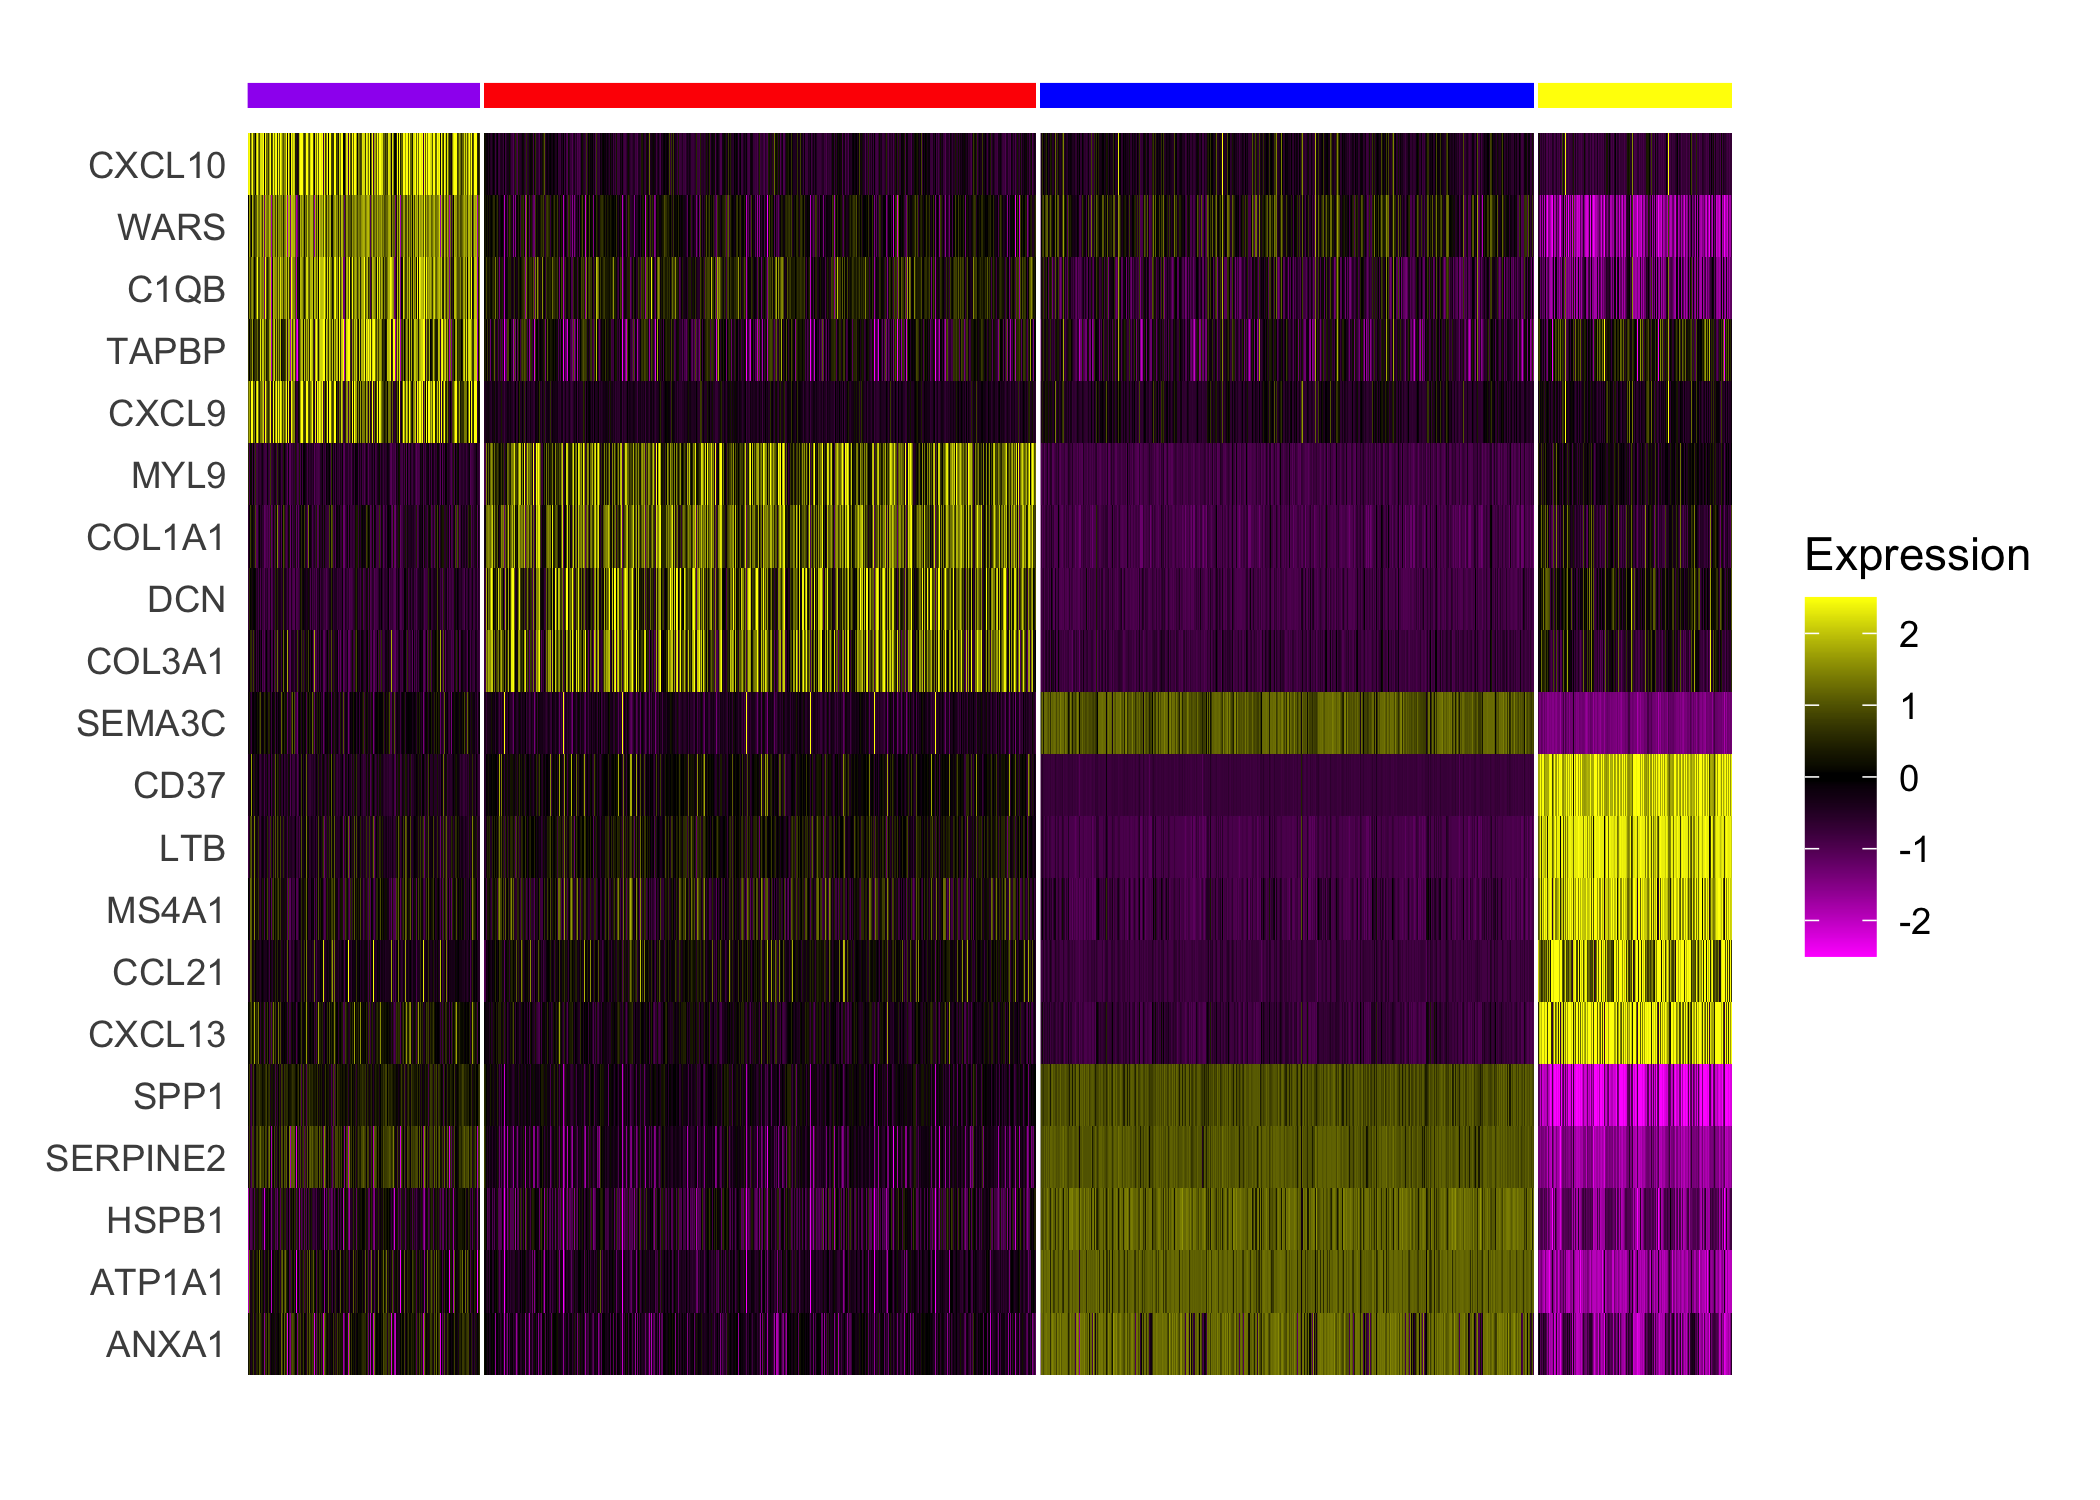 CXCL10
WARS
C1QB
TAPBP
CXCL9
MYL9
COL1A1
DCN
COL3A1
SEMA3C
CD37
LTB
MS4A1
CCL21
CXCL13
SPP1
SERPINE2
HSPB1
ATP1A1
ANXA1
Expression
2
1
0
-1
-2